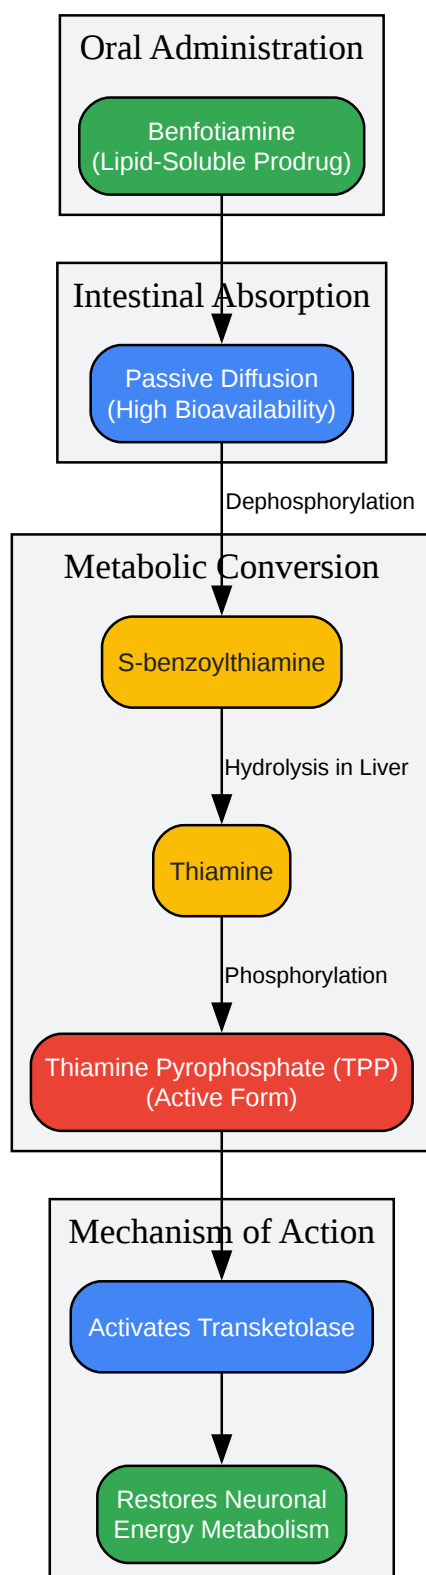 Oral Administration
Benfotiamine
(Lipid-Soluble Prodrug)
Intestinal Absorption
Passive Diffusion
(High Bioavailability)
Dephosphorylation
Metabolic Conversion
S-benzoylthiamine
Hydrolysis in Liver
Thiamine
Phosphorylation
Thiamine Pyrophosphate (TPP)
(Active Form)
Mechanism of Action
Activates Transketolase
Restores Neuronal
Energy Metabolism